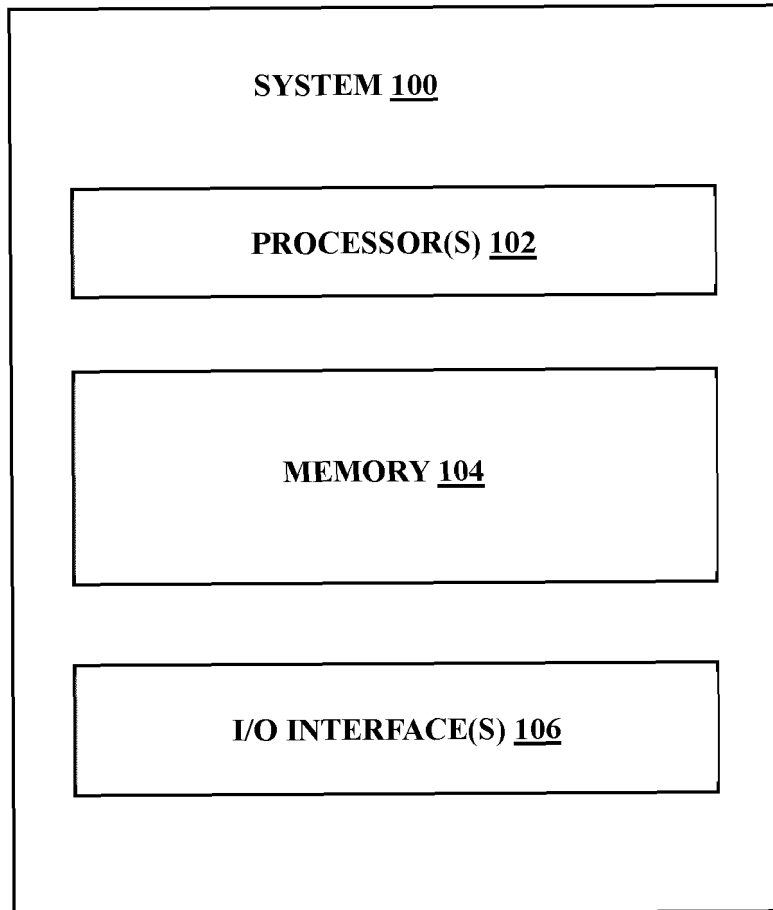 SYSTEM 100
PROCESSOR(S) 102
MEMORY 104
I/O INTERFACE(S) 106